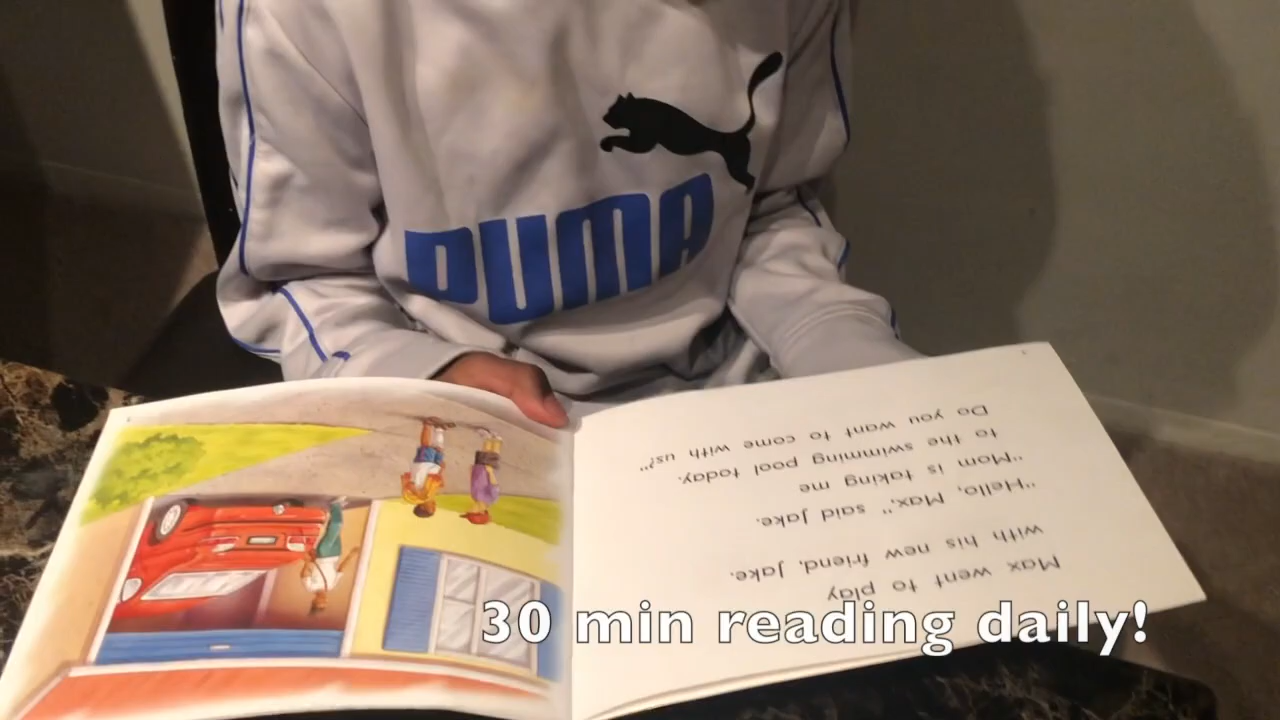 PUMA
Max went to play
with his new friend, Jake.
"Hello, Max," said Jake.
"Mom is taking me
to the swimming pool today.
Do you want to come with us?"
30 min reading daily!